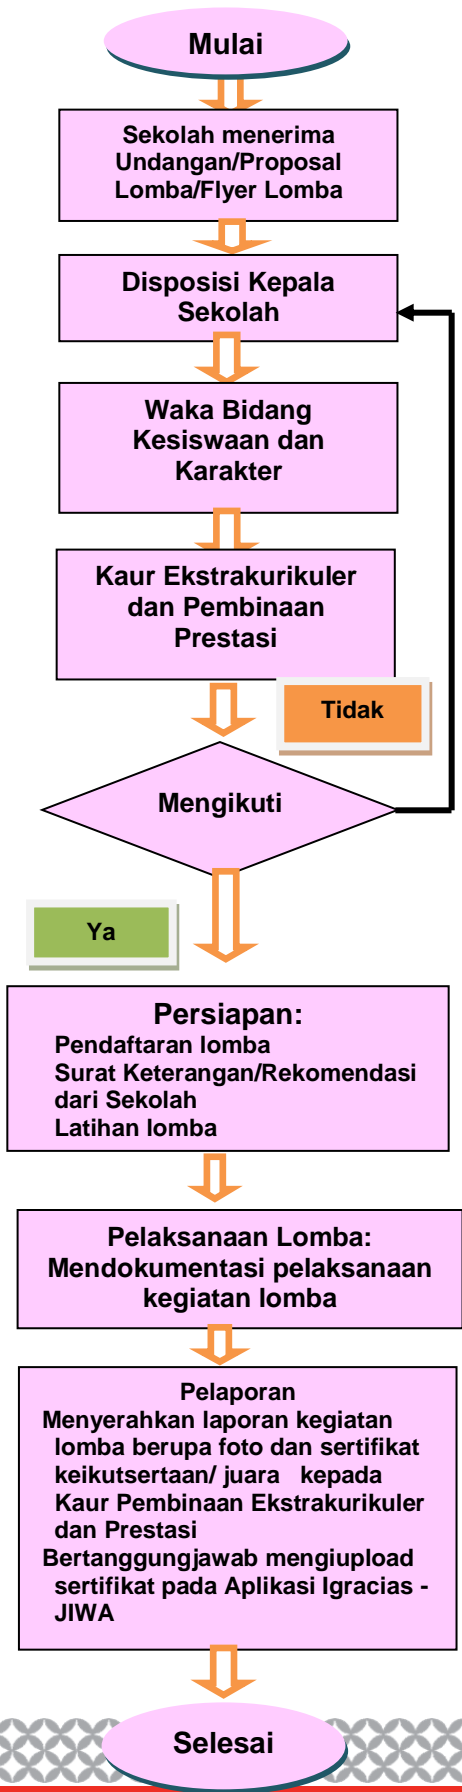 Mulai
Sekolah menerima
Undangan/Proposal
Lomba/Flyer Lomba
Disposisi Kepala
Sekolah
Waka Bidang
Kesiswaan dan
Karakter
Kaur Ekstrakurikuler
dan Pembinaan
Prestasi
Tidak
Mengikuti
Ya
Persiapan:
Pendaftaran lomba
Surat Keterangan/Rekomendasi
dari Sekolah
Latihan lomba
Pelaksanaan Lomba:
Mendokumentasi pelaksanaan
kegiatan lomba
Pelaporan
Menyerahkan laporan kegiatan
lomba berupa foto dan sertifikat
keikutsertaan/ juara kepada
Kaur Pembinaan Ekstrakurikuler
dan Prestasi
Bertanggungjawab mengiupload
sertifikat pada Aplikasi Igracias -
JIWA
Selesai